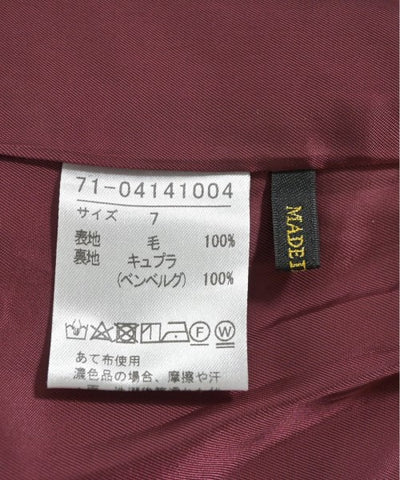 71-04141004
サイズ 7
表地 毛 100%
裏地 キュプラ
(ベンベルグ) 100%
F W
あて布使用
濃色品の場合、摩擦や汗
MADE I